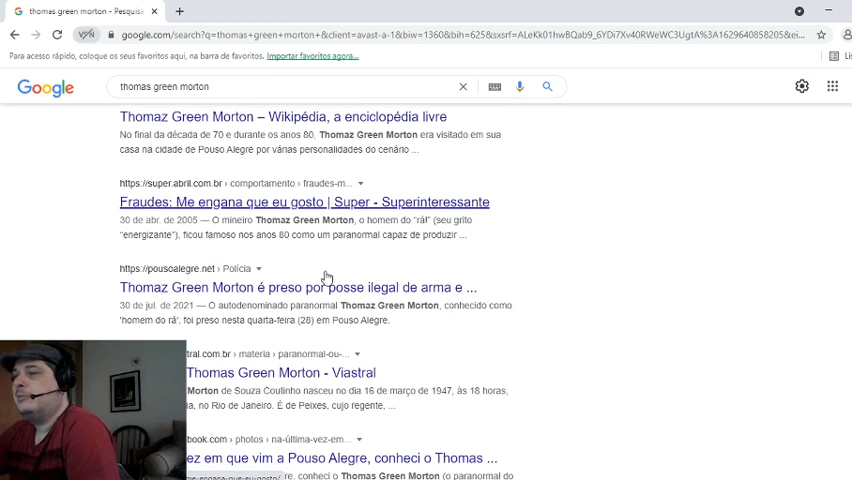 thomas green morton - Pesquisa
google.com/search?q=thomas+green+morton+&client=avast-a-1&biw=1360&bih=625&sxsrf=ALeKk01hwBQab9_6YDi7Xv40RWeWC3UgtA%3A1629640858205&ei...
Para acesso rápido, coloque os seus favoritos aqui, na barra de favoritos. Importar favoritos agora...
Google
thomas green morton
Thomaz Green Morton – Wikipédia, a enciclopédia livre
No final da década de 70 e durante os anos 80, Thomaz Green Morton era visitado em sua
casa na cidade de Pouso Alegre por várias personalidades do cenário ...
https://super.abril.com.br › comportamento › fraudes-m...
Fraudes: Me engana que eu gosto | Super - Superinteressante
30 de abr. de 2005 — O mineiro Thomaz Green Morton, o homem do “rá!” (seu grito
“energizante”), ficou famoso nos anos 80 como um paranormal capaz de produzir ...
https://pousoalegre.net › Polícia
Thomaz Green Morton é preso por posse ilegal de arma e ...
30 de jul. de 2021 — O autodenominado paranormal Thomaz Green Morton, conhecido como
'homem do rá', foi preso nesta quarta-feira (28) em Pouso Alegre.
tral.com.br › materia › paranormal-ou-...
Thomas Green Morton - Viastral
Morton de Souza Coutinho nasceu no dia 16 de março de 1947, às 18 horas,
no Rio de Janeiro. É de Peixes, cujo regente, ...
book.com › photos › na-última-vez-em...
ez em que vim a Pouso Alegre, conheci o Thomas ...
re, conheci o Thomas Green Morton (o paranormal do